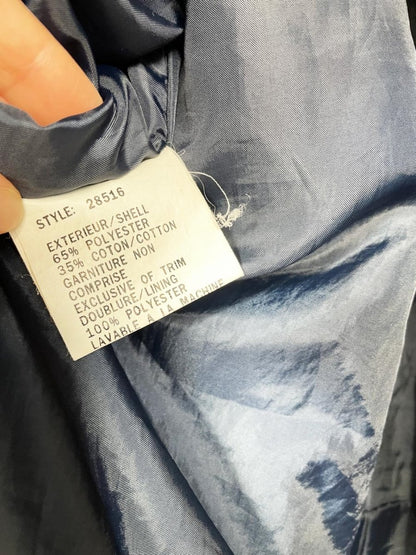 STYLE: 28516
EXTERIEUR/SHELL
65% POLYESTER
35% COTON/COTTON
GARNITURE NON
COMPRISE
EXCLUSIVE OF TRIM
DOUBLURE/LINING
100% POLYESTER
LAVABLE A LA MACHINE